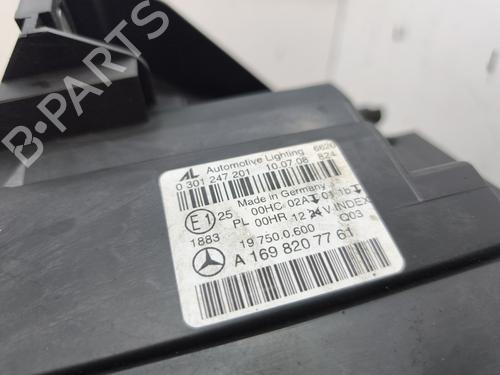 B-PARTS
AL Automotive Lighting 6620
0 301 247 201 10.07.08 824
Made in Germany
E1 25 00HC 02A 01 1b
1883 PL 00HR 12 24 V INDEX
19 750.0.600 Q03
A 169 820 77 61